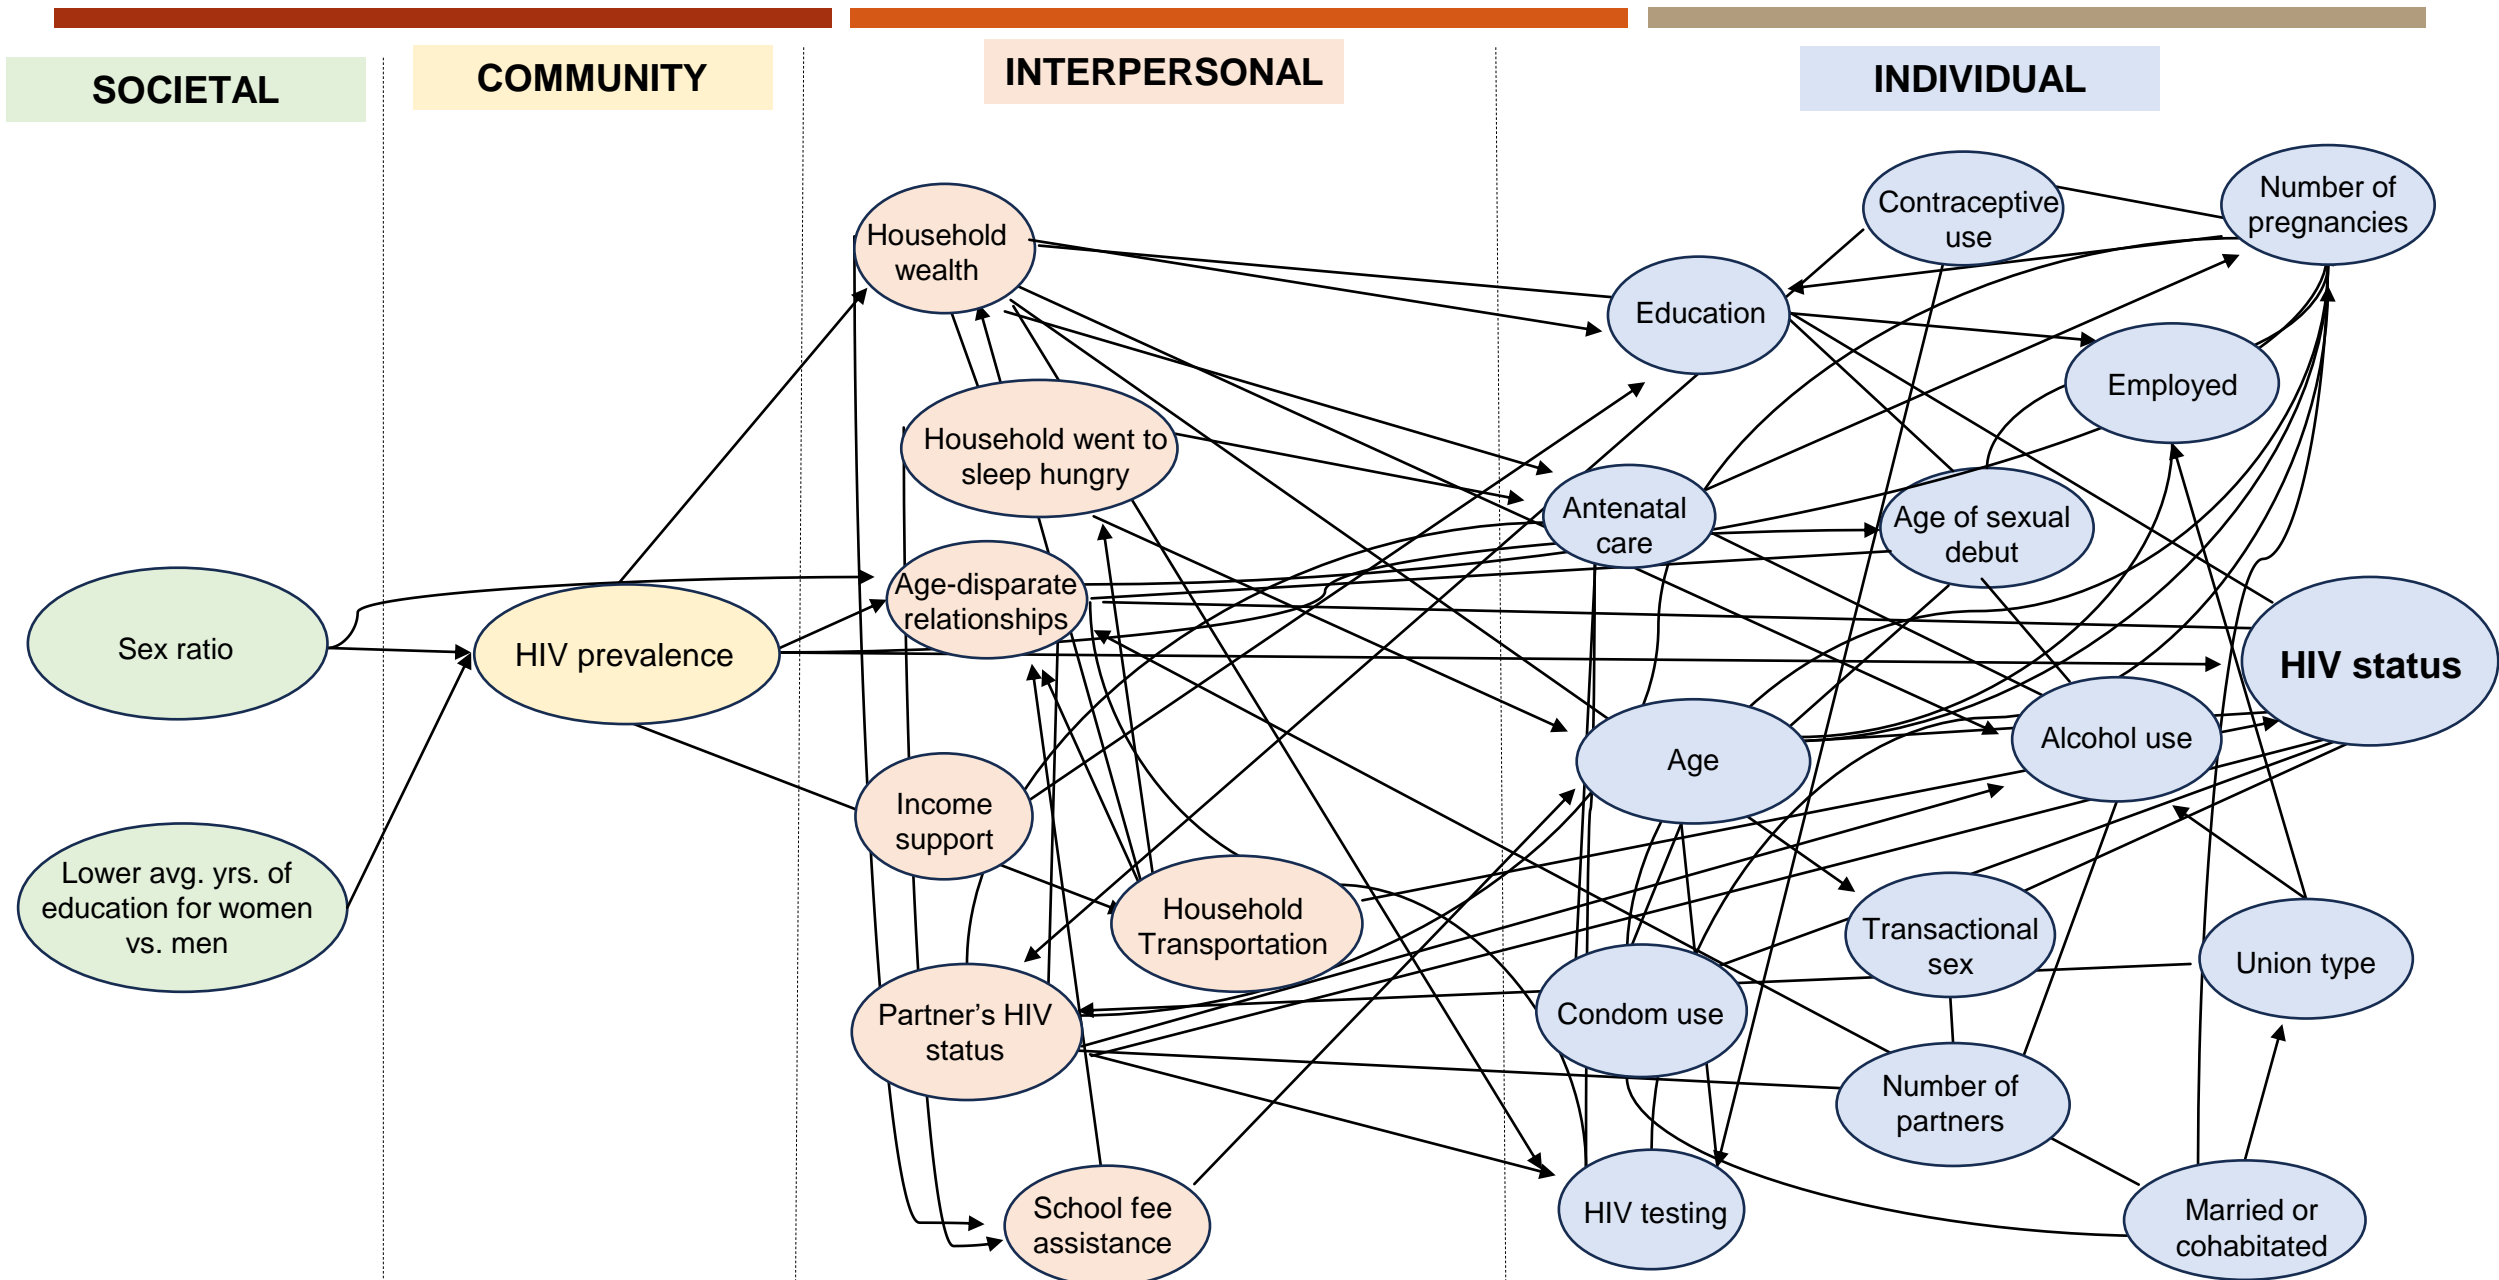 SOCIETAL
COMMUNITY
INTERPERSONAL
INDIVIDUAL
Sex ratio
Lower avg. yrs. of
education for women
vs. men
HIV prevalence
Household
wealth
Household went to
sleep hungry
Age-disparate
relationships
Income
support
Household
Transportation
Partner’s HIV
status
School fee
assistance
Contraceptive
use
Number of
pregnancies
Education
Employed
Antenatal
care
Age of sexual
debut
HIV status
Age
Alcohol use
Transactional
sex
Union type
Condom use
Number of
partners
HIV testing
Married or
cohabitated